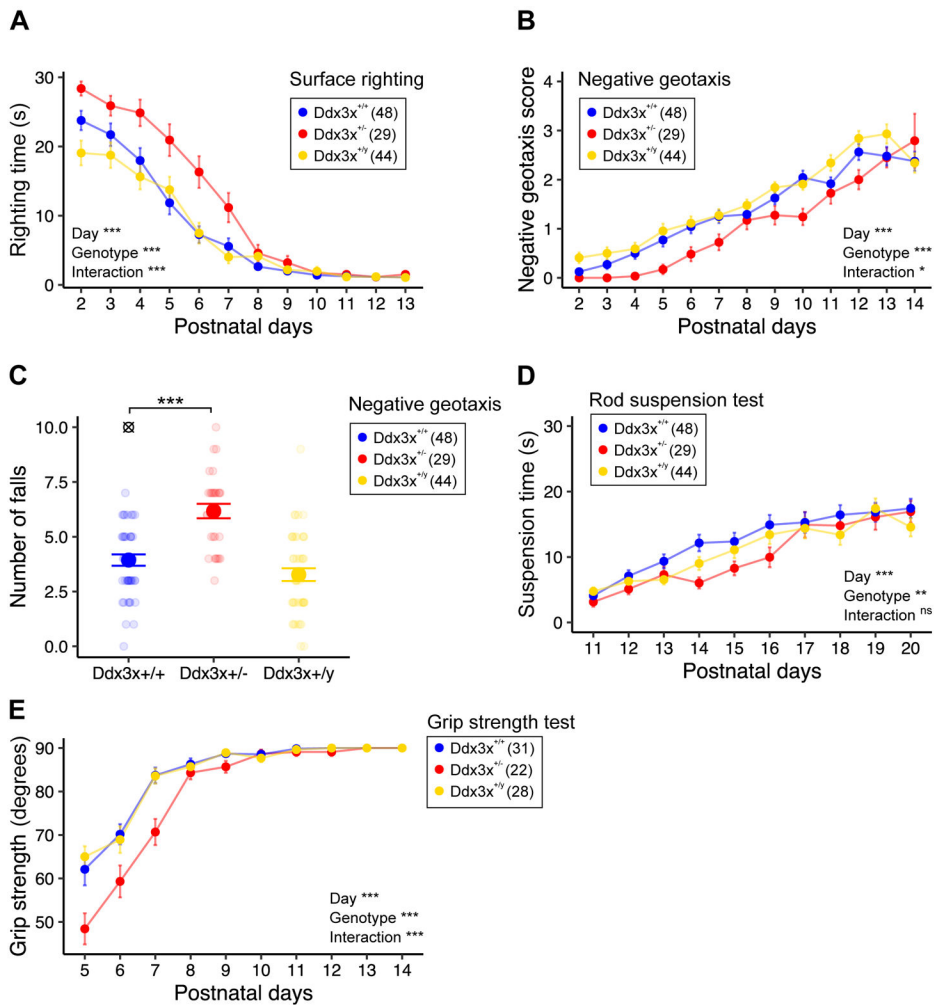 A
Surface righting
Ddx3x+/+ (48)
Ddx3x+/- (29)
Ddx3x+/y (44)
Righting time (s)
30
20
10
0
Day ***
Genotype ***
Interaction ***
2 3 4 5 6 7 8 9 10 11 12 13
Postnatal days
B
Negative geotaxis
Ddx3x+/+ (48)
Ddx3x+/- (29)
Ddx3x+/y (44)
Negative geotaxis score
4
3
2
1
0
Day ***
Genotype ***
Interaction *
2 3 4 5 6 7 8 9 10 11 12 13 14
Postnatal days
C
Negative geotaxis
Ddx3x+/+ (48)
Ddx3x+/- (29)
Ddx3x+/y (44)
***
Number of falls
10.0
7.5
5.0
2.5
0.0
Ddx3x+/+ Ddx3x+/- Ddx3x+/y
D
Rod suspension test
Ddx3x+/+ (48)
Ddx3x+/- (29)
Ddx3x+/y (44)
Suspension time (s)
30
20
10
0
Day ***
Genotype **
Interaction ns
11 12 13 14 15 16 17 18 19 20
Postnatal days
E
Grip strength test
Ddx3x+/+ (31)
Ddx3x+/- (22)
Ddx3x+/y (28)
Grip strength (degrees)
90
80
70
60
50
Day ***
Genotype ***
Interaction ***
5 6 7 8 9 10 11 12 13 14
Postnatal days